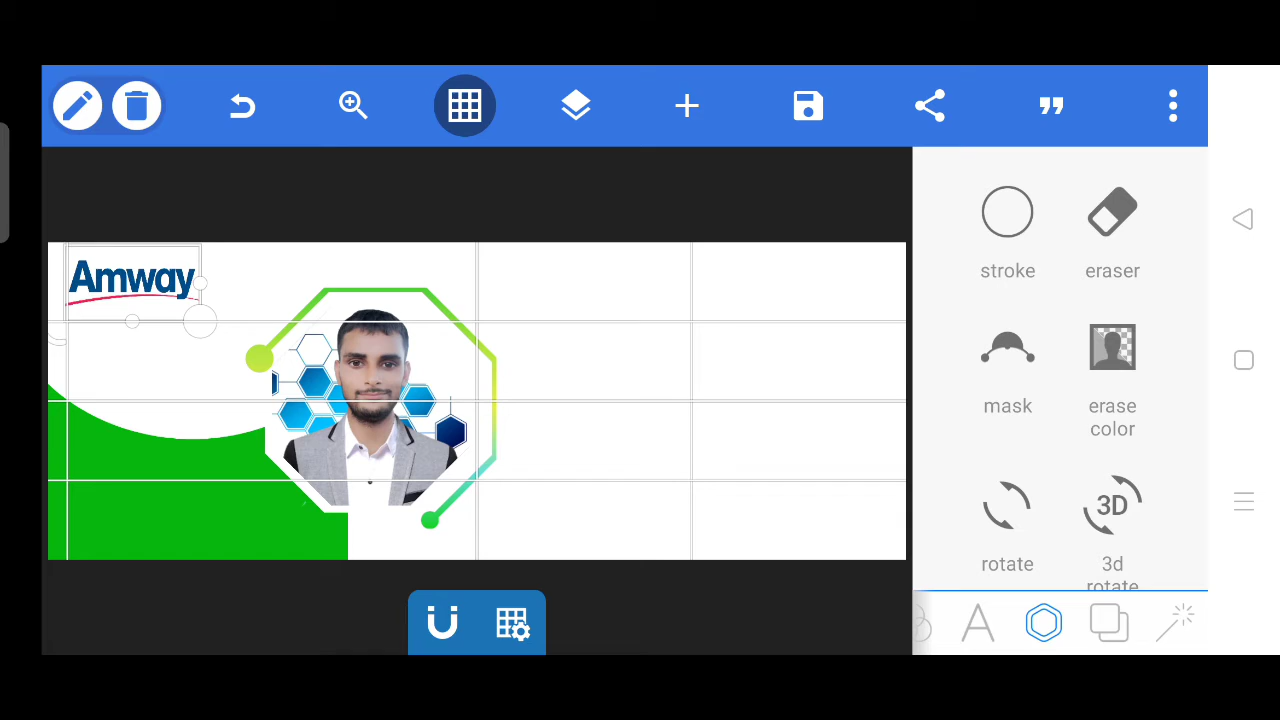 Amway
stroke
eraser
mask
erase
color
3D
rotate
3d
rotate